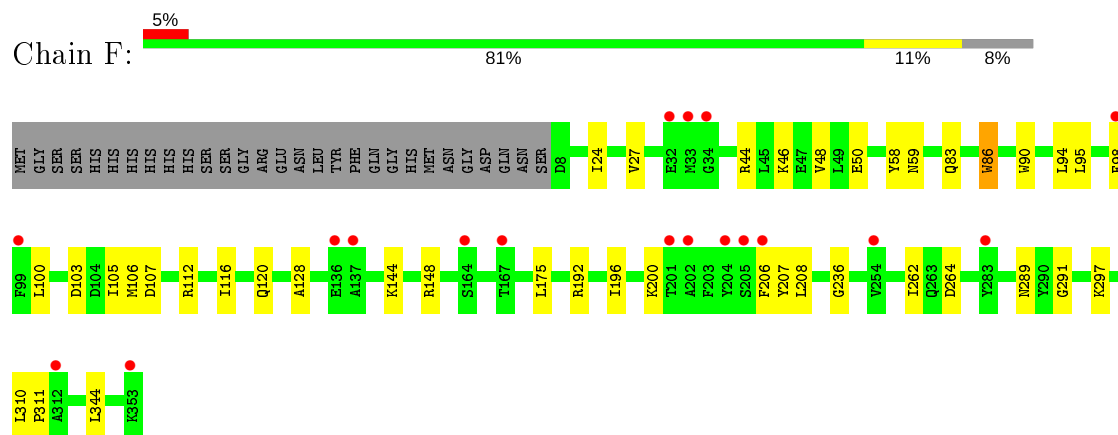 5%
Chain F:
81% 11% 8%
MET GLY SER SER HIS HIS HIS HIS HIS HIS SER SER GLY ARG GLU ASN LEU TYR PHE GLN GLY HIS MET ASN GLY ASP GLN ASN SER D8 I24 V27 E32 M33 G34 R44 L45 K46 E47 V48 L49 E50 Y58 N59 Q83 W86 W90 L94 L95 E98
F99 L100 D103 D104 I105 M106 D107 R112 I116 Q120 A128 E136 A137 K144 R148 S164 T167 L175 R192 I196 K200 T201 A202 F203 Y204 S205 F206 Y207 L208 G236 V254 I262 Q263 D264 Y283 N289 Y290 G291 K297
L310 P311 A312 L344 K353